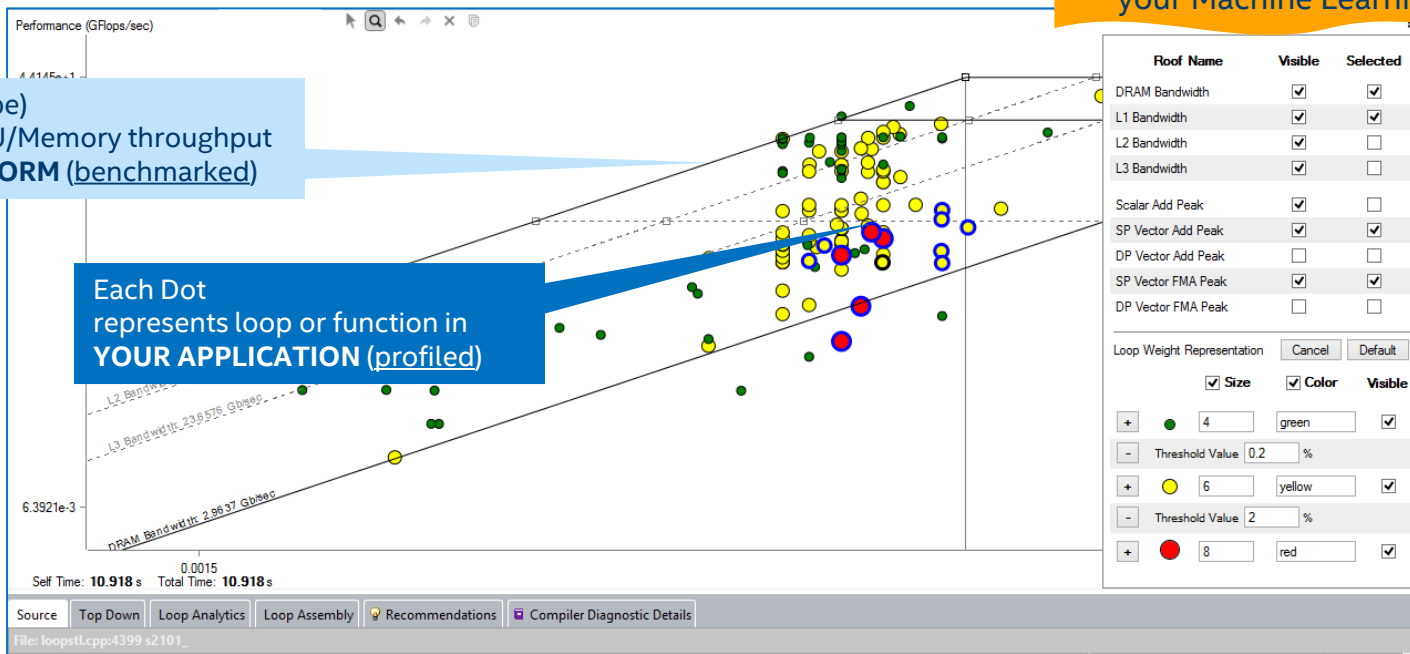 your Machine Learni
Performance (GFlops/sec)
4.4145e+1
pe)
U/Memory throughput
ORM (benchmarked)
Each Dot
represents loop or function in
YOUR APPLICATION (profiled)
L2 Bandwidth
L3 Bandwidth: 23.6576 Gb/sec
6.3921e-3
DRAM Bandwidth: 2.9637 Gb/sec
0.0015
Self Time: 10.918 s Total Time: 10.918 s
Roof Name Visible Selected
DRAM Bandwidth
L1 Bandwidth
L2 Bandwidth
L3 Bandwidth
Scalar Add Peak
SP Vector Add Peak
DP Vector Add Peak
SP Vector FMA Peak
DP Vector FMA Peak
Loop Weight Representation Cancel Default
Size Color Visible
+ 4 green
- Threshold Value 0.2 %
+ 6 yellow
- Threshold Value 2 %
+ 8 red
Source Top Down Loop Analytics Loop Assembly Recommendations Compiler Diagnostic Details
File: loopstl.cpp:4399 s2101_